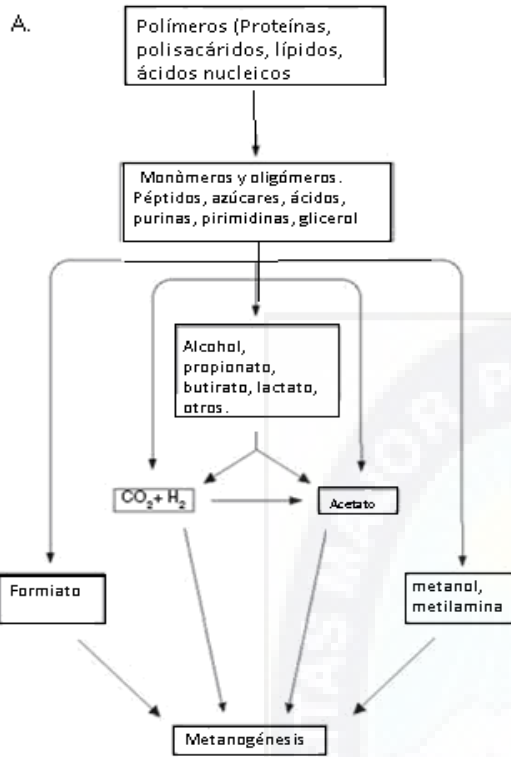 A.
Polímeros (Proteínas,
polisacáridos, lípidos,
ácidos nucleicos
Monòmeros y oligómeros.
Péptidos, azúcares, ácidos,
purinas, pirimidinas, glicerol
Alcohol,
propionato,
butirato, lactato,
otros.
CO₂+ H₂
Acetato
Formiato
metanol,
metilamina
Metanogénesis